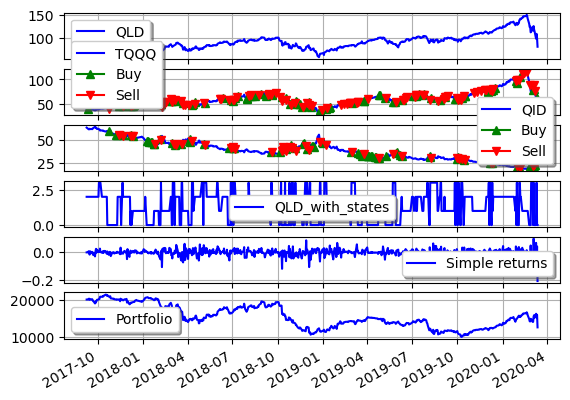 150
100
QLD
TQQQ
Buy
Sell
100
50
QID
Buy
Sell
50
25
2.5
0.0
QLD_with_states
0.0
−0.2
Simple returns
20000
10000
Portfolio
2017-10
2018-01
2018-04
2018-07
2018-10
2019-01
2019-04
2019-07
2019-10
2020-01
2020-04